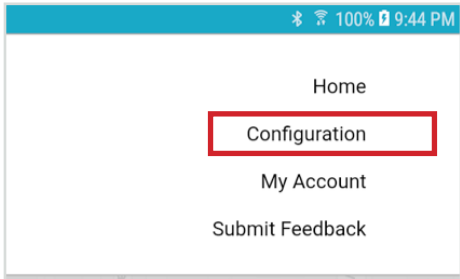 100% 9:44 PM
Home
Configuration
My Account
Submit Feedback